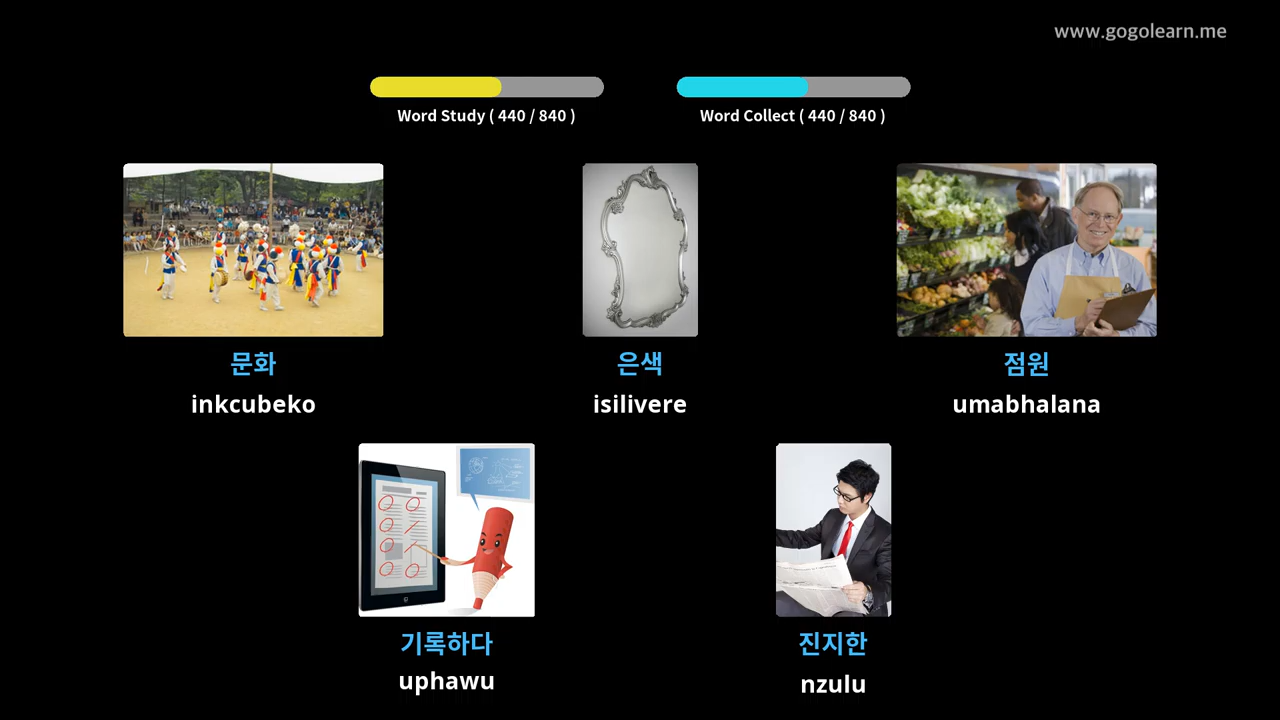 www.gogolearn.me
Word Study ( 440 / 840 )
Word Collect ( 440 / 840 )
문화
inkcubeko
은색
isilivere
점원
umabhalana
기록하다
uphawu
진지한
nzulu